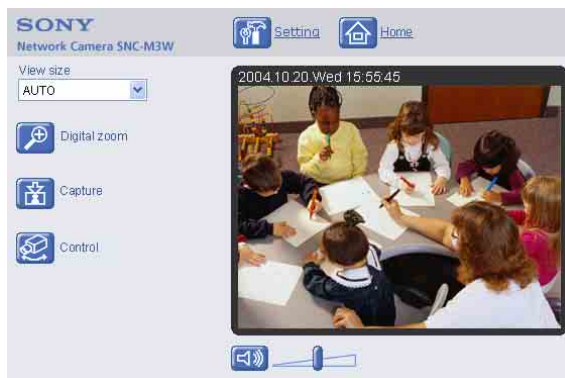 SONY
Network Camera SNC-M3W
Setting
Home
View size
AUTO
Digital zoom
Capture
Control
2004.10.20.Wed 15:55:45